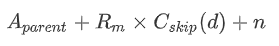 A_{parent} + R_m × C_{skip}(d) + n